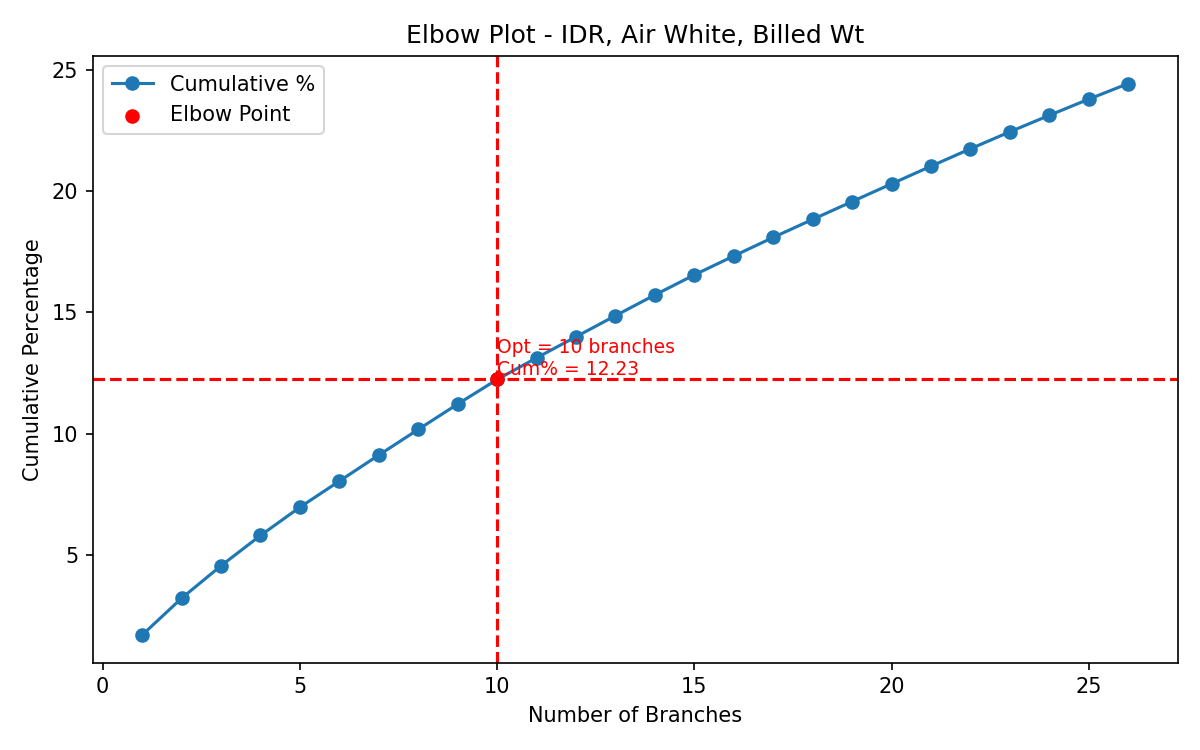 Elbow Plot - IDR, Air White, Billed Wt
Cumulative %
Elbow Point
Cumulative Percentage
25
20
15
10
5
Opt = 10 branches
Cum% = 12.23
0
5
10
15
20
25
Number of Branches